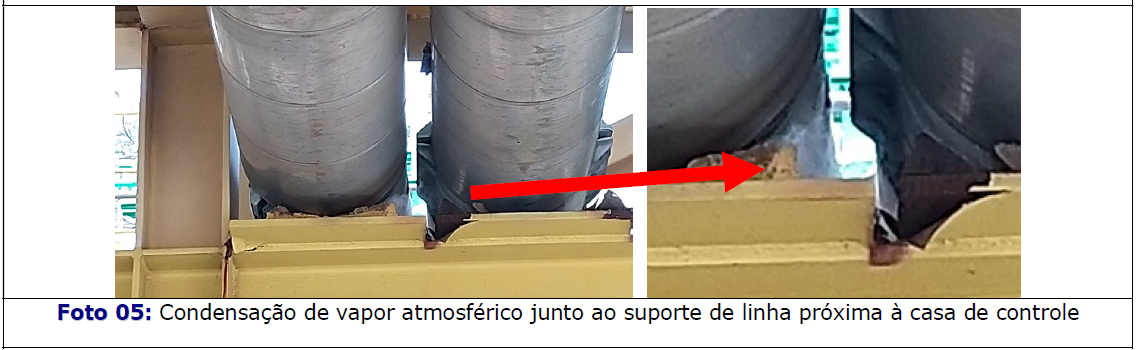 Foto 05: Condensação de vapor atmosférico junto ao suporte de linha próxima à casa de controle